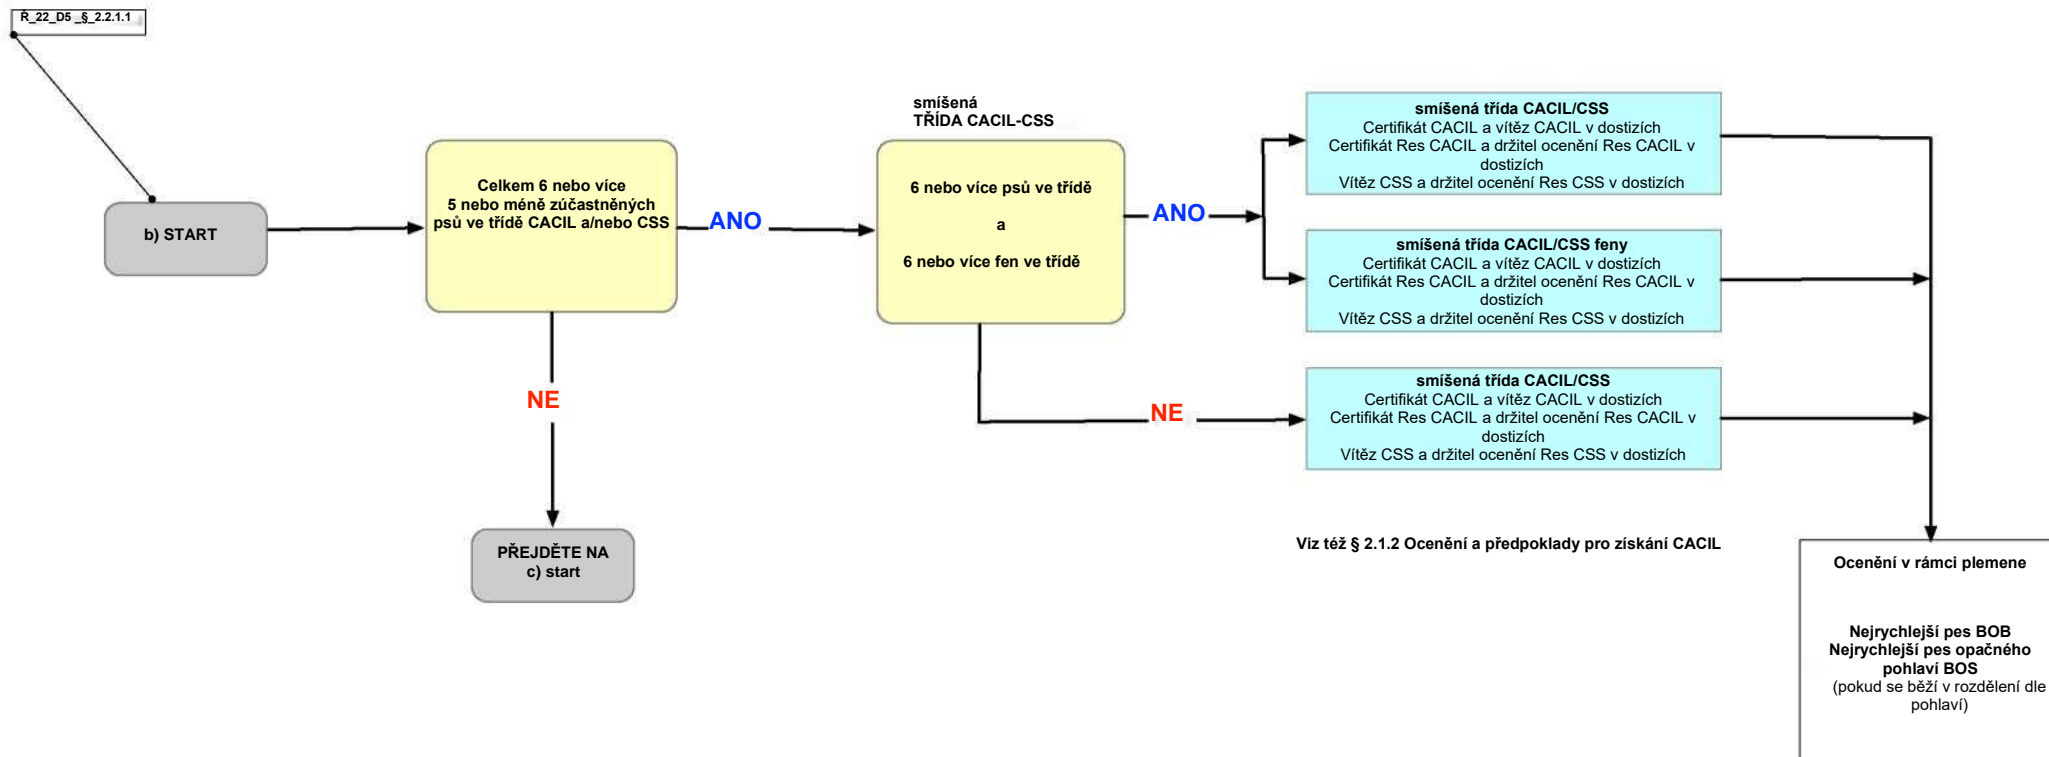 Ř_22_D5 _§_2.2.1.1
b) START
Celkem 6 nebo více
5 nebo méně zúčastněných
psů ve třídě CACIL a/nebo CSS
ANO
NE
PŘEJDĚTE NA
c) start
smíšená
TŘÍDA CACIL-CSS
6 nebo více psů ve třídě
a
6 nebo více fen ve třídě
ANO
NE
smíšená třída CACIL/CSS
Certifikát CACIL a vítěz CACIL v dostizích
Certifikát Res CACIL a držitel ocenění Res CACIL v
dostizích
Vítěz CSS a držitel ocenění Res CSS v dostizích
smíšená třída CACIL/CSS feny
Certifikát CACIL a vítěz CACIL v dostizích
Certifikát Res CACIL a držitel ocenění Res CACIL v
dostizích
Vítěz CSS a držitel ocenění Res CSS v dostizích
smíšená třída CACIL/CSS
Certifikát CACIL a vítěz CACIL v dostizích
Certifikát Res CACIL a držitel ocenění Res CACIL v
dostizích
Vítěz CSS a držitel ocenění Res CSS v dostizích
Viz též § 2.1.2 Ocenění a předpoklady pro získání CACIL
Ocenění v rámci plemene
Nejrychlejší pes BOB
Nejrychlejší pes opačného
pohlaví BOS
(pokud se běží v rozdělení dle
pohlaví)